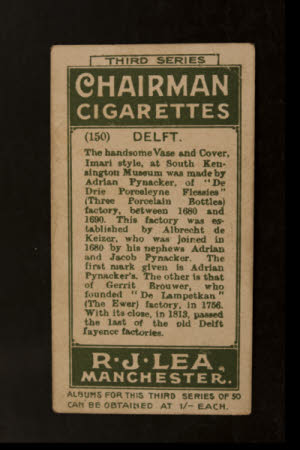 THIRD SERIES
CHAIRMAN
CIGARETTES
(150) DELFT.
The handsome Vase and Cover,
Imari style, at South Ken-
sington Museum was made by
Adrian Pynacker, of "De
Drie Porceleyne Flessies"
(Three Porcelain Bottles)
factory, between 1680 and
1690. This factory was es-
tablished by Albrecht de
Keizer, who was joined in
1680 by his nephews Adrian
and Jacob Pynacker. The
first mark given is Adrian
Pynacker's. The other is that
of Gerrit Brouwer, who
founded "De Lampetkan"
(The Ewer) factory, in 1756.
With its close, in 1813, passed
the last of the old Delft
fayence factories.
R·J·LEA,
MANCHESTER.
ALBUMS FOR THIS THIRD SERIES OF 50
CAN BE OBTAINED AT 1/- EACH.